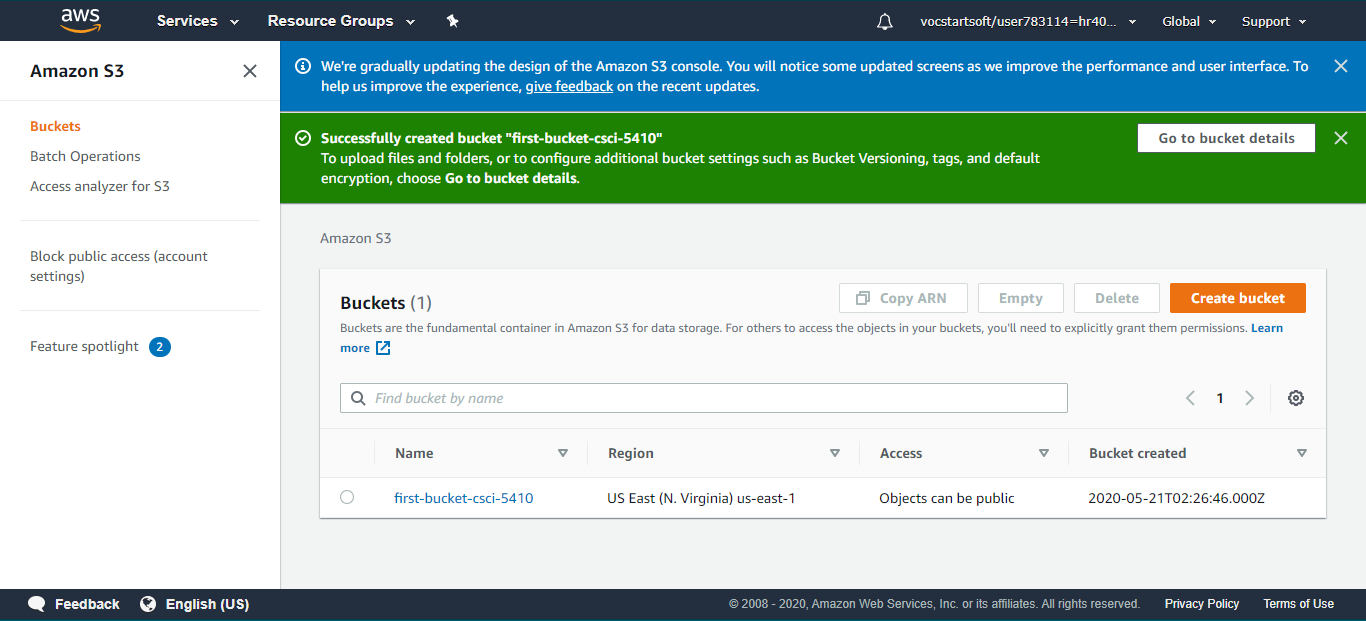 aws
Services
Resource Groups
vocstartsoft/user783114=hr40...
Global
Support
Amazon S3
Buckets
Batch Operations
Access analyzer for S3
Block public access (account
settings)
Feature spotlight 2
We're gradually updating the design of the Amazon S3 console. You will notice some updated screens as we improve the performance and user interface. To
help us improve the experience, give feedback on the recent updates.
Successfully created bucket "first-bucket-csci-5410"
To upload files and folders, or to configure additional bucket settings such as Bucket Versioning, tags, and default
encryption, choose Go to bucket details.
Go to bucket details
Amazon S3
Buckets (1)
Copy ARN
Empty
Delete
Create bucket
Buckets are the fundamental container in Amazon S3 for data storage. For others to access the objects in your buckets, you'll need to explicitly grant them permissions. Learn
more
Find bucket by name
1
Name Region Access Bucket created
first-bucket-csci-5410 US East (N. Virginia) us-east-1 Objects can be public 2020-05-21T02:26:46.000Z
Feedback
English (US)
© 2008 - 2020, Amazon Web Services, Inc. or its affiliates. All rights reserved.
Privacy Policy
Terms of Use